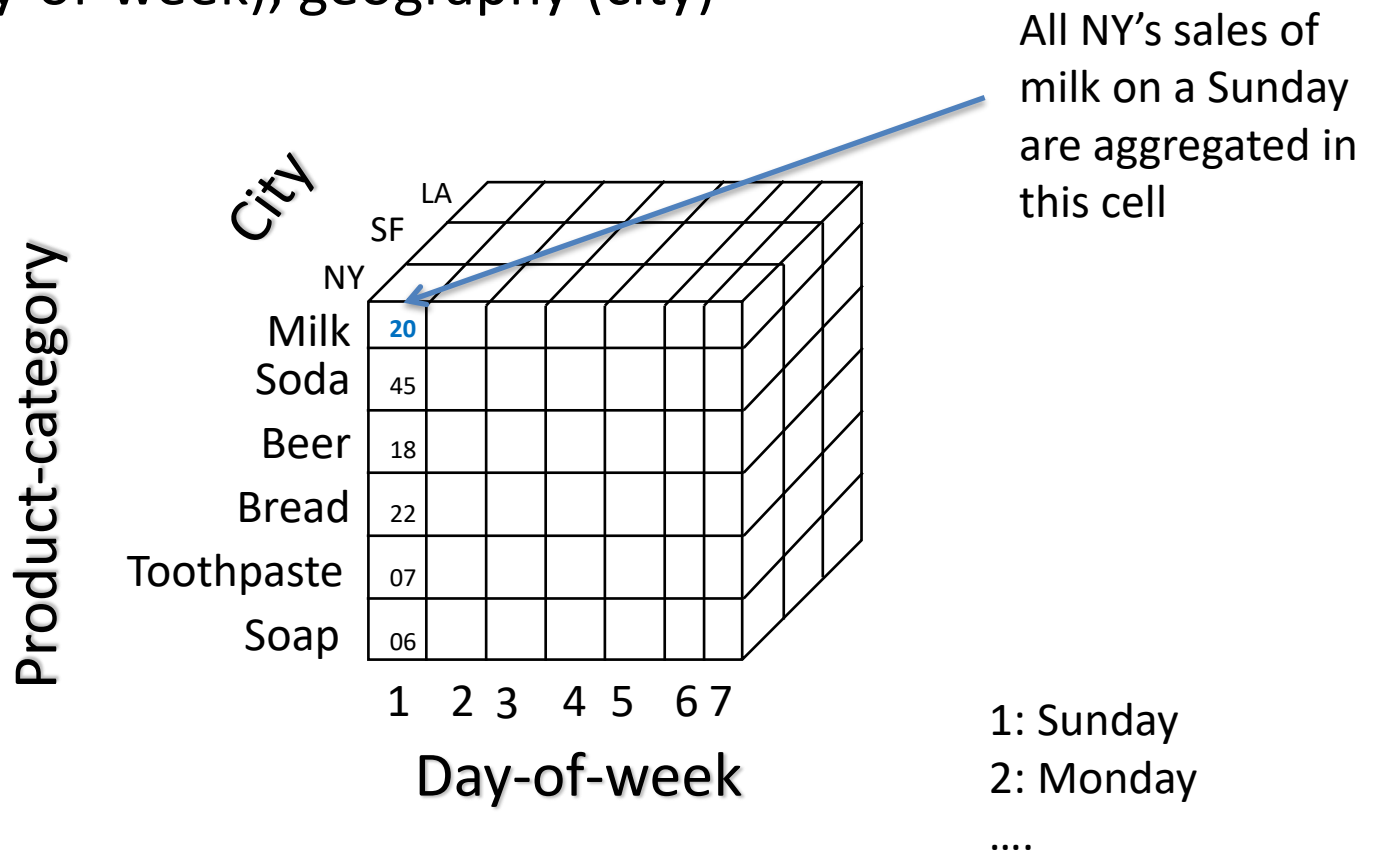 of week), geography (city)
All NY’s sales of
milk on a Sunday
are aggregated in
this cell
City
LA
SF
NY
Product-category
Milk 20
Soda 45
Beer 18
Bread 22
Toothpaste 07
Soap 06
1 2 3 4 5 6 7
Day-of-week
1: Sunday
2: Monday
....